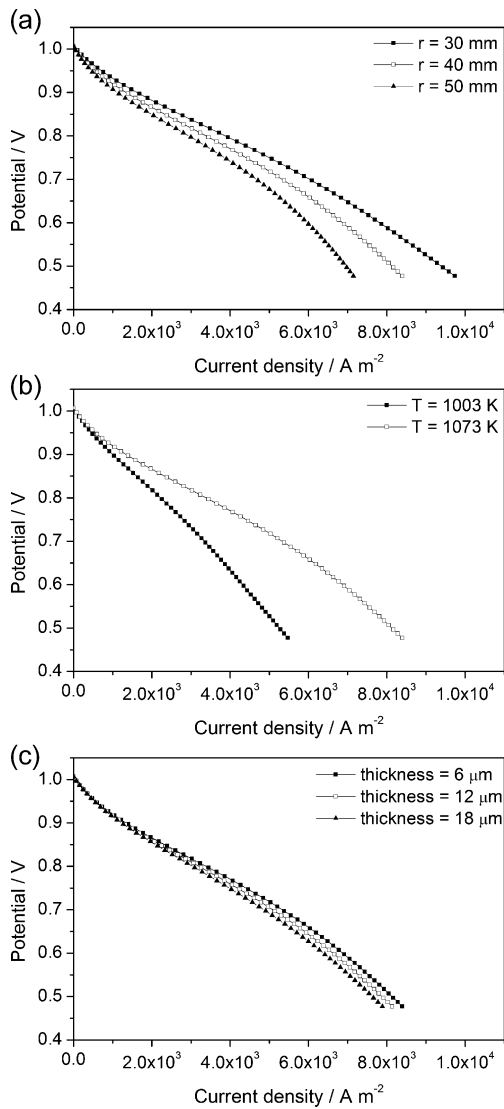 (a)
r = 30 mm
r = 40 mm
r = 50 mm
1.0
0.9
0.8
0.7
0.6
0.5
0.4
Potential / V
0.0 2.0x10³ 4.0x10³ 6.0x10³ 8.0x10³ 1.0x10⁴
Current density / A m⁻²
(b)
T = 1003 K
T = 1073 K
1.0
0.9
0.8
0.7
0.6
0.5
0.4
Potential / V
0.0 2.0x10³ 4.0x10³ 6.0x10³ 8.0x10³ 1.0x10⁴
Current density / A m⁻²
(c)
thickness = 6 μm
thickness = 12 μm
thickness = 18 μm
1.0
0.9
0.8
0.7
0.6
0.5
0.4
Potential / V
0.0 2.0x10³ 4.0x10³ 6.0x10³ 8.0x10³ 1.0x10⁴
Current density / A m⁻²